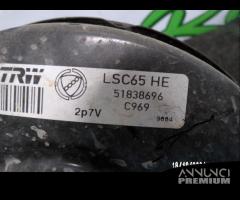 TRW
LSC65 HE
51838696
C969
2p7V
ANNUNCI
PREMIUM